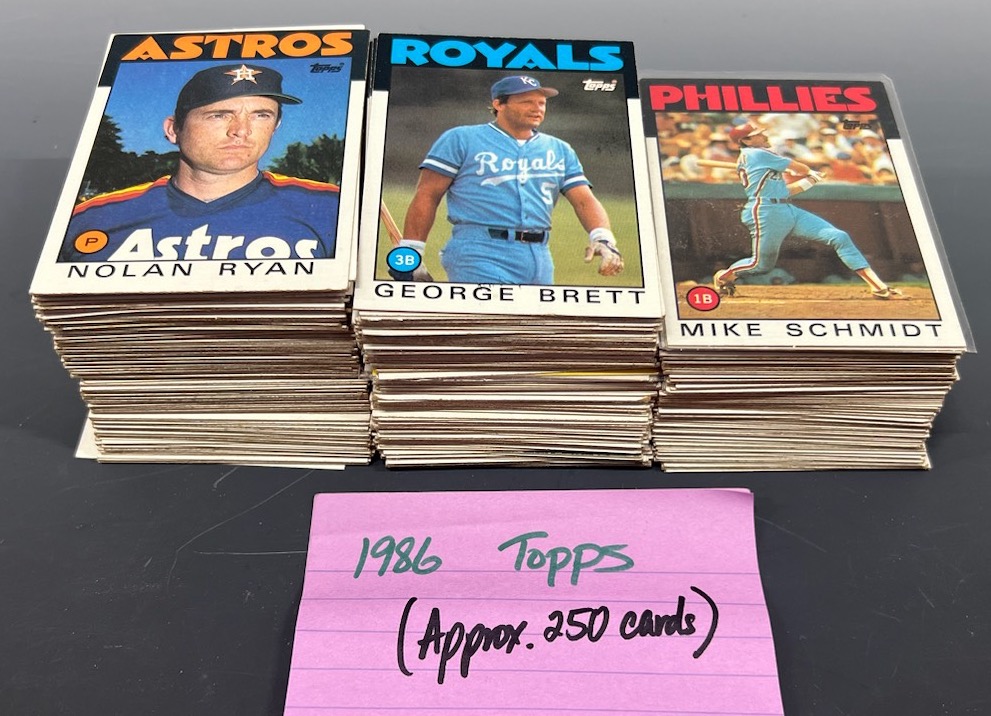 ASTROS
Topps
P
Astros
NOLAN RYAN
ROYALS
Topps
KC
Royals
5
3B
GEORGE BRETT
PHILLIES
Topps
1B
MIKE SCHMIDT
1986 Topps
(Approx. 250 cards)